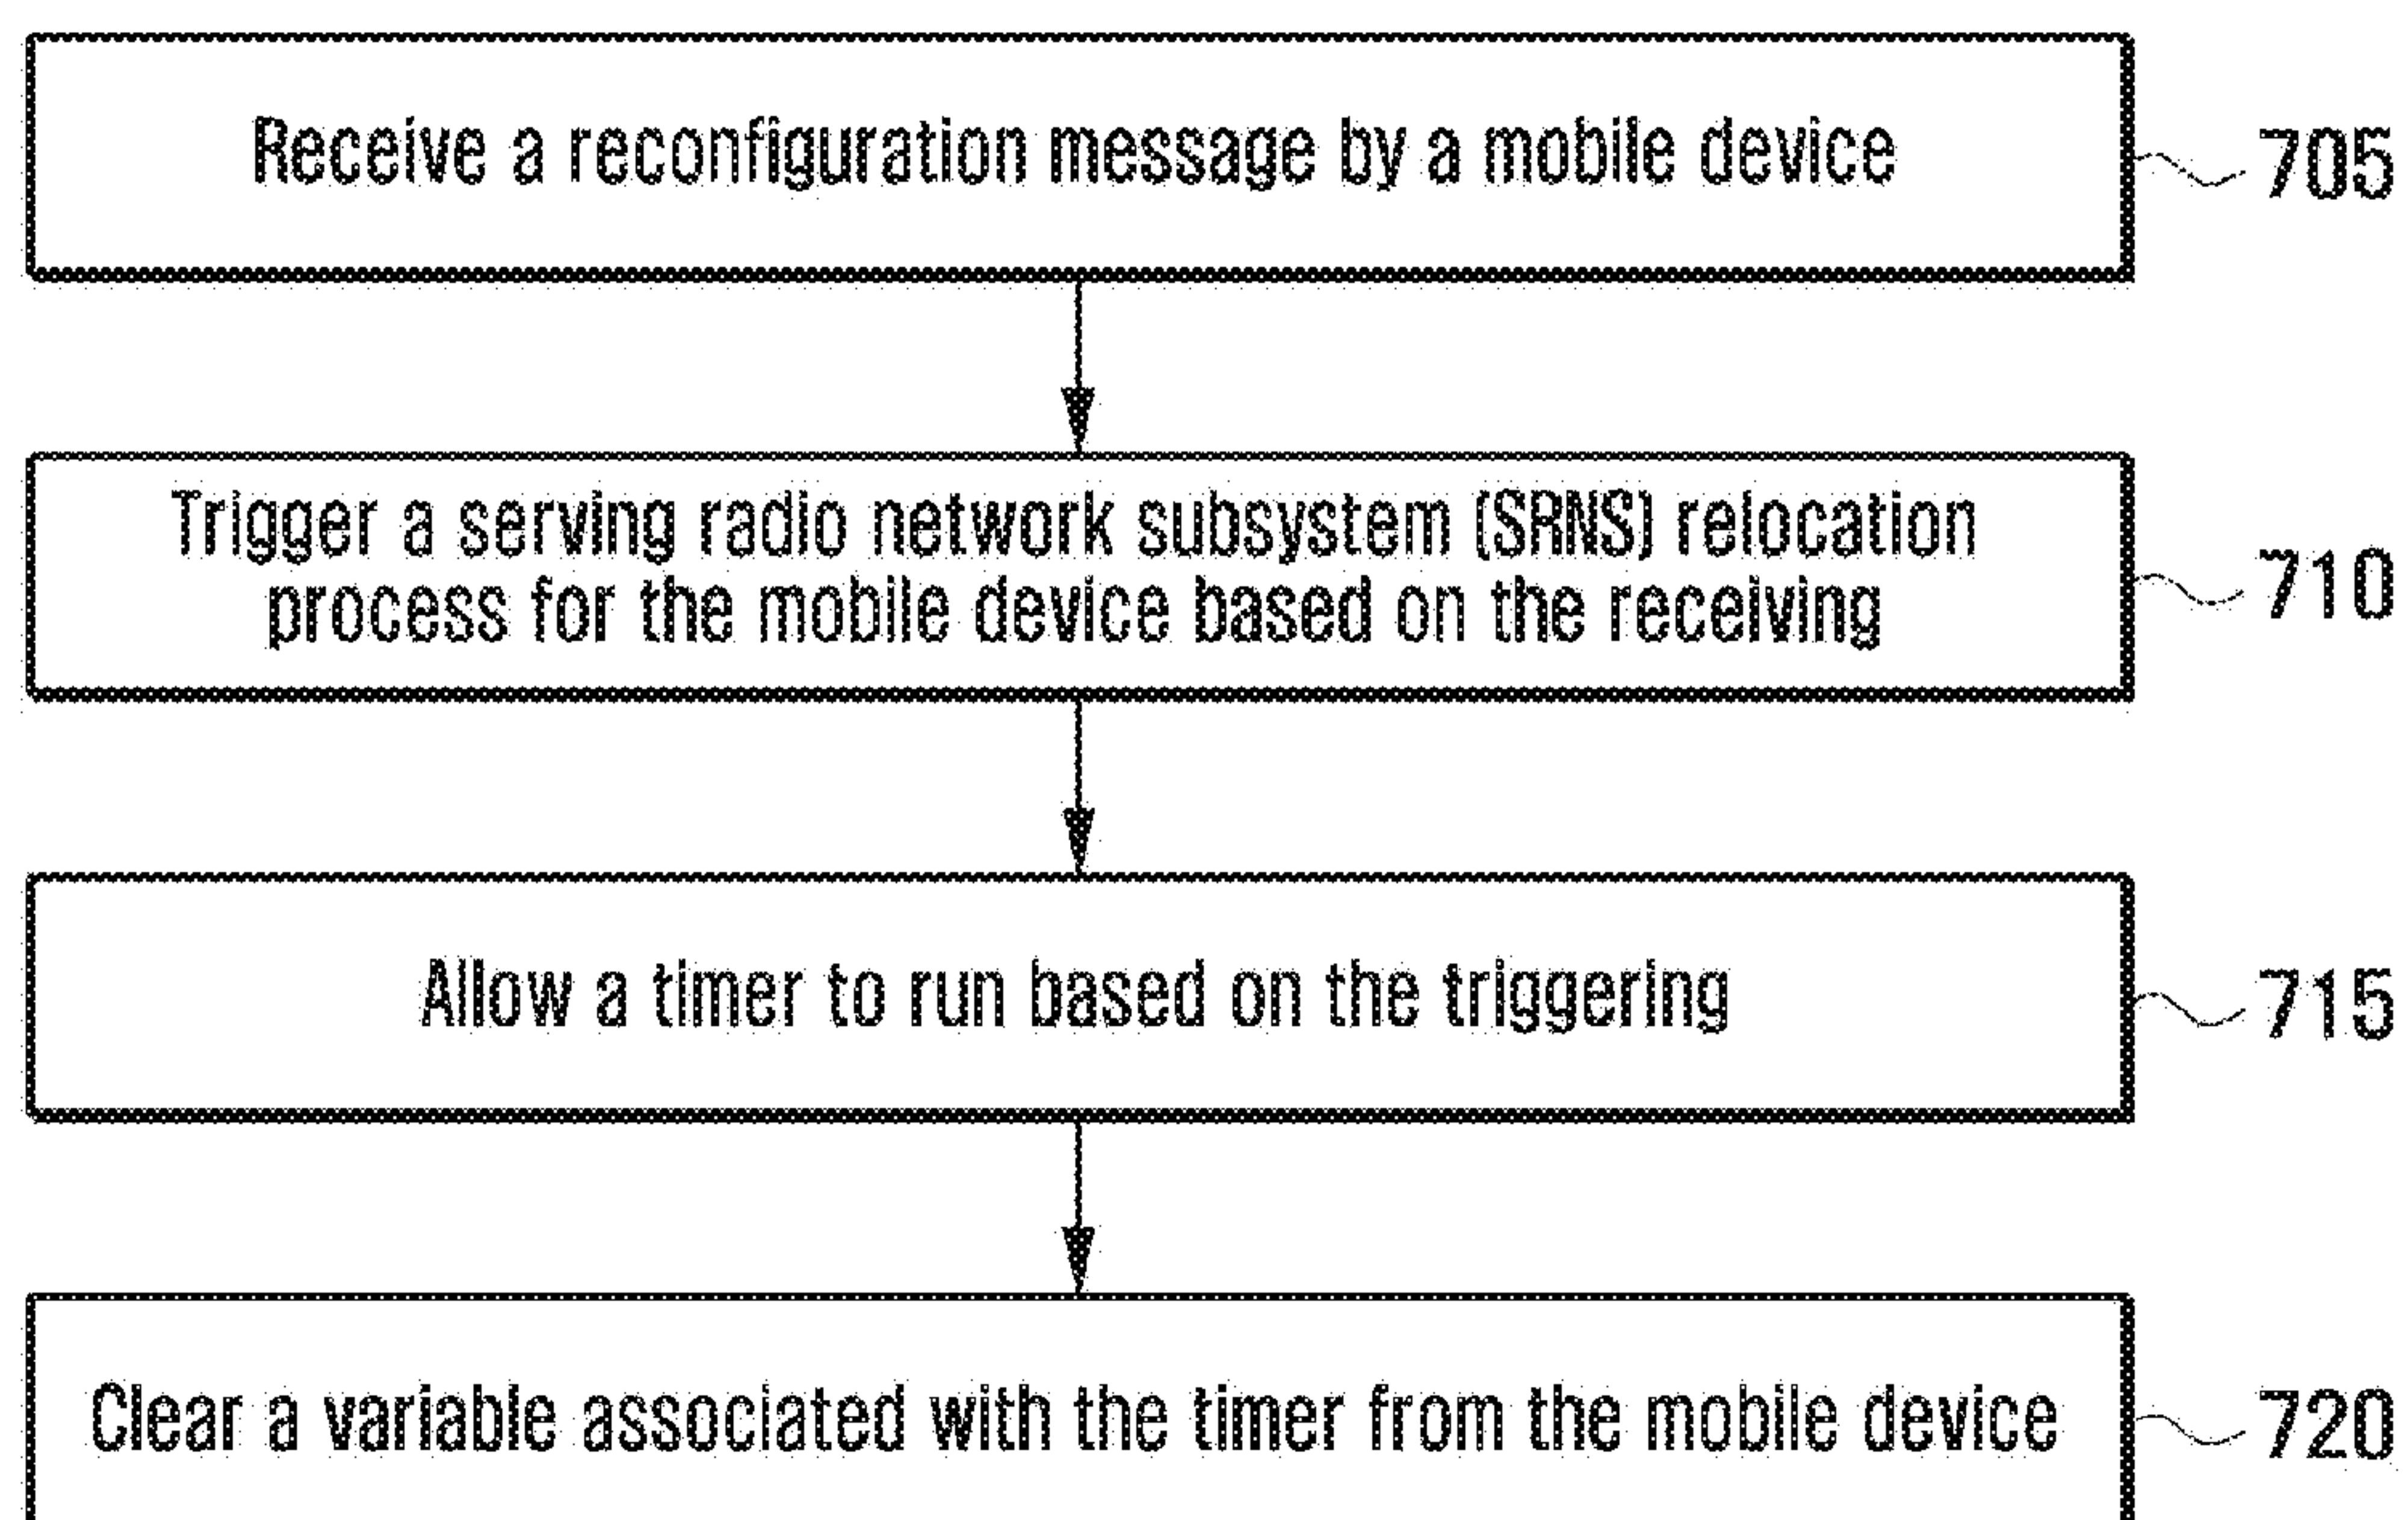 Receive a reconfiguration message by a mobile device
705
Trigger a serving radio network subsystem (SRNS) relocation
process for the mobile device based on the receiving
710
Allow a timer to run based on the triggering
715
Clear a variable associated with the timer from the mobile device
720